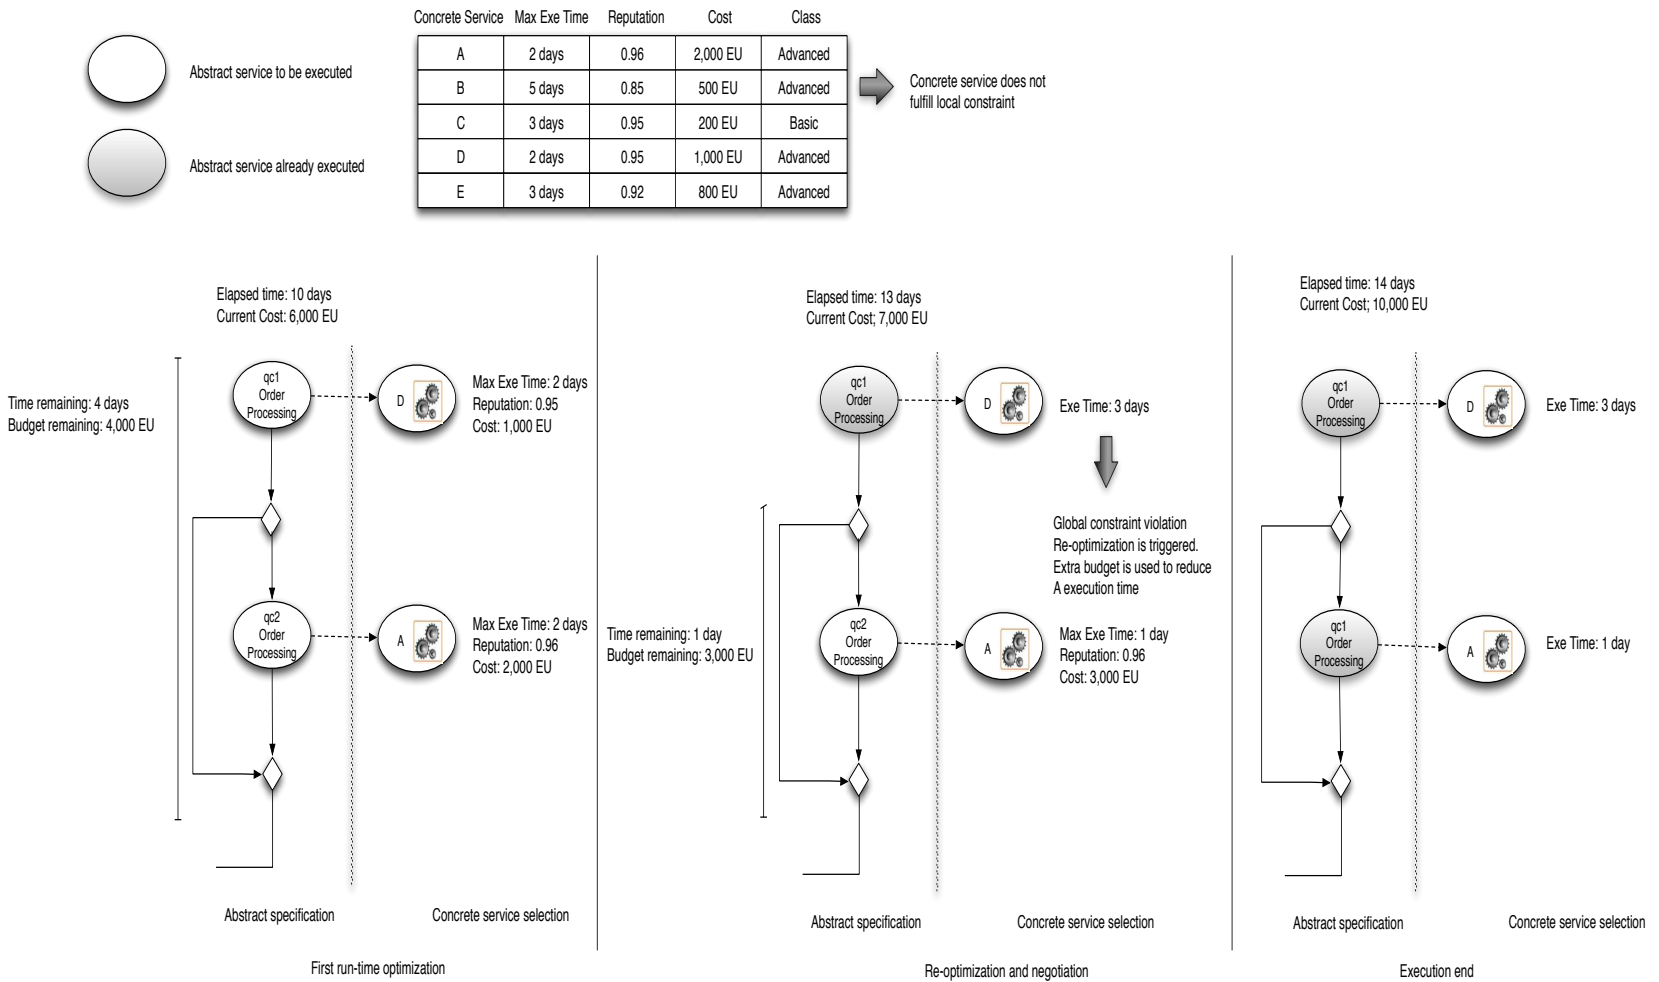 Abstract service to be executed
Abstract service already executed
Concrete Service Max Exe Time Reputation Cost Class
A 2 days 0.96 2,000 EU Advanced
B 5 days 0.85 500 EU Advanced
C 3 days 0.95 200 EU Basic
D 2 days 0.95 1,000 EU Advanced
E 3 days 0.92 800 EU Advanced
Concrete service does not
fulfill local constraint
Elapsed time: 10 days
Current Cost: 6,000 EU
Time remaining: 4 days
Budget remaining: 4,000 EU
qc1
Order
Processing
D
Max Exe Time: 2 days
Reputation: 0.95
Cost: 1,000 EU
qc2
Order
Processing
A
Max Exe Time: 2 days
Reputation: 0.96
Cost: 2,000 EU
Abstract specification
Concrete service selection
First run-time optimization
Elapsed time: 13 days
Current Cost; 7,000 EU
qc1
Order
Processing
D
Exe Time: 3 days
Global constraint violation
Re-optimization is triggered.
Extra budget is used to reduce
A execution time
Time remaining: 1 day
Budget remaining: 3,000 EU
qc2
Order
Processing
A
Max Exe Time: 1 day
Reputation: 0.96
Cost: 3,000 EU
Abstract specification
Concrete service selection
Re-optimization and negotiation
Elapsed time: 14 days
Current Cost; 10,000 EU
qc1
Order
Processing
D
Exe Time: 3 days
qc1
Order
Processing
A
Exe Time: 1 day
Abstract specification
Concrete service selection
Execution end